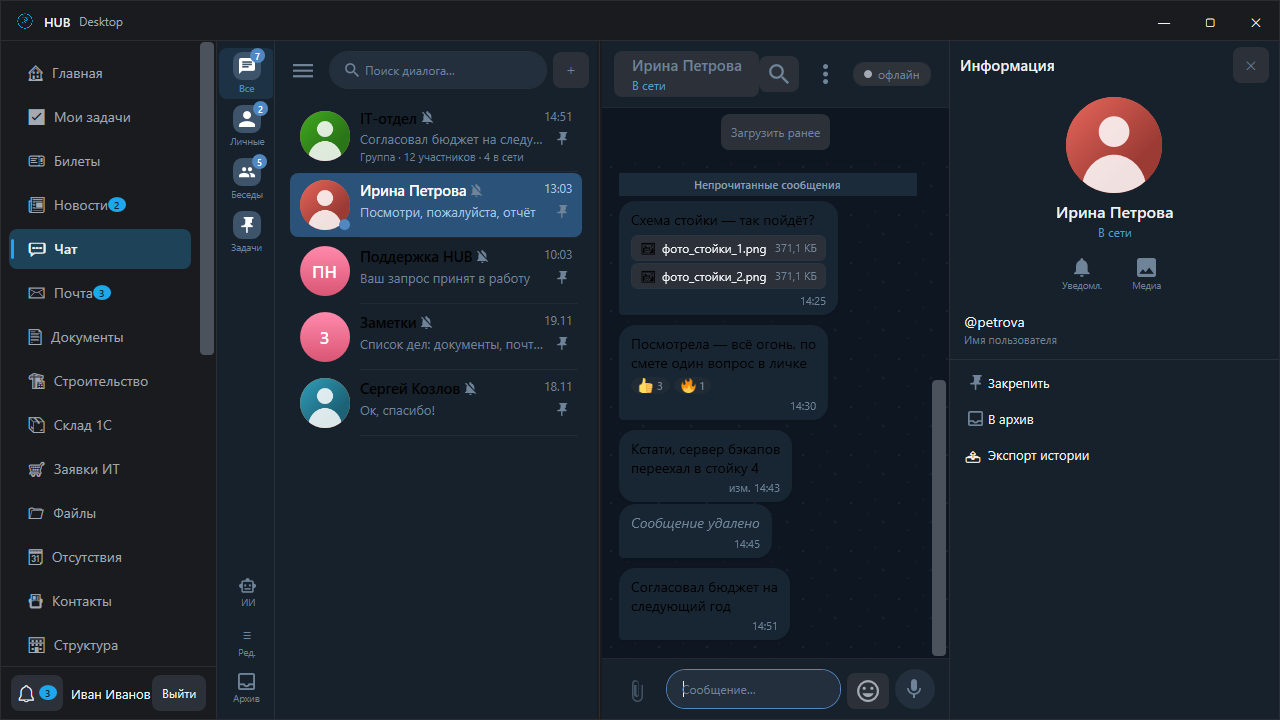 HUB Desktop
Главная
Мои задачи
Билеты
Новости 2
Чат
Почта 3
Документы
Строительство
Склад 1С
Заявки ИТ
Файлы
31 Отсутствия
Контакты
Структура
3 Иван Иванов Выйти
7
Все
2
Личные
5
Беседы
Задачи
ИИ
Ред.
Архив
Поиск диалога... +
IT-отдел 14:51
Согласовал бюджет на следу...
Группа · 12 участников · 4 в сети
Ирина Петрова 13:03
Посмотри, пожалуйста, отчёт
ПН
Поддержка HUB 10:03
Ваш запрос принят в работу
З
Заметки 19.11
Список дел: документы, почт...
Сергей Козлов 18.11
Ок, спасибо!
Ирина Петрова
В сети
офлайн
Загрузить ранее
Непрочитанные сообщения
Схема стойки — так пойдёт?
фото_стойки_1.png 371,1 КБ
фото_стойки_2.png 371,1 КБ
14:25
Посмотрела — всё огонь, по
смете один вопрос в личке
3 1
14:30
Кстати, сервер бэкапов
переехал в стойку 4
изм. 14:43
Сообщение удалено
14:45
Согласовал бюджет на
следующий год
14:51
Сообщение...
Информация
Ирина Петрова
В сети
Уведомл. Медиа
@petrova
Имя пользователя
Закрепить
В архив
Экспорт истории